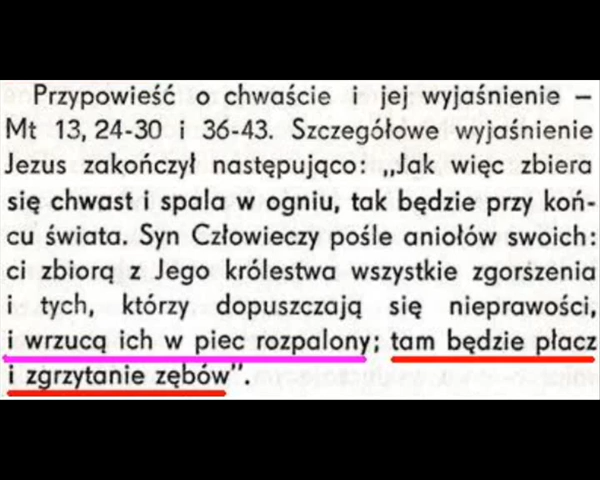 Przypowieść o chwaście i jej wyjaśnienie –
Mt 13, 24-30 i 36-43. Szczegółowe wyjaśnienie
Jezus zakończył następująco: „Jak więc zbiera
się chwast i spala w ogniu, tak będzie przy koń-
cu świata. Syn Człowieczy pośle aniołów swoich:
ci zbiorą z Jego królestwa wszystkie zgorszenia
i tych, którzy dopuszczają się nieprawości,
i wrzucą ich w piec rozpalony; tam będzie płacz
i zgrzytanie zębów”.